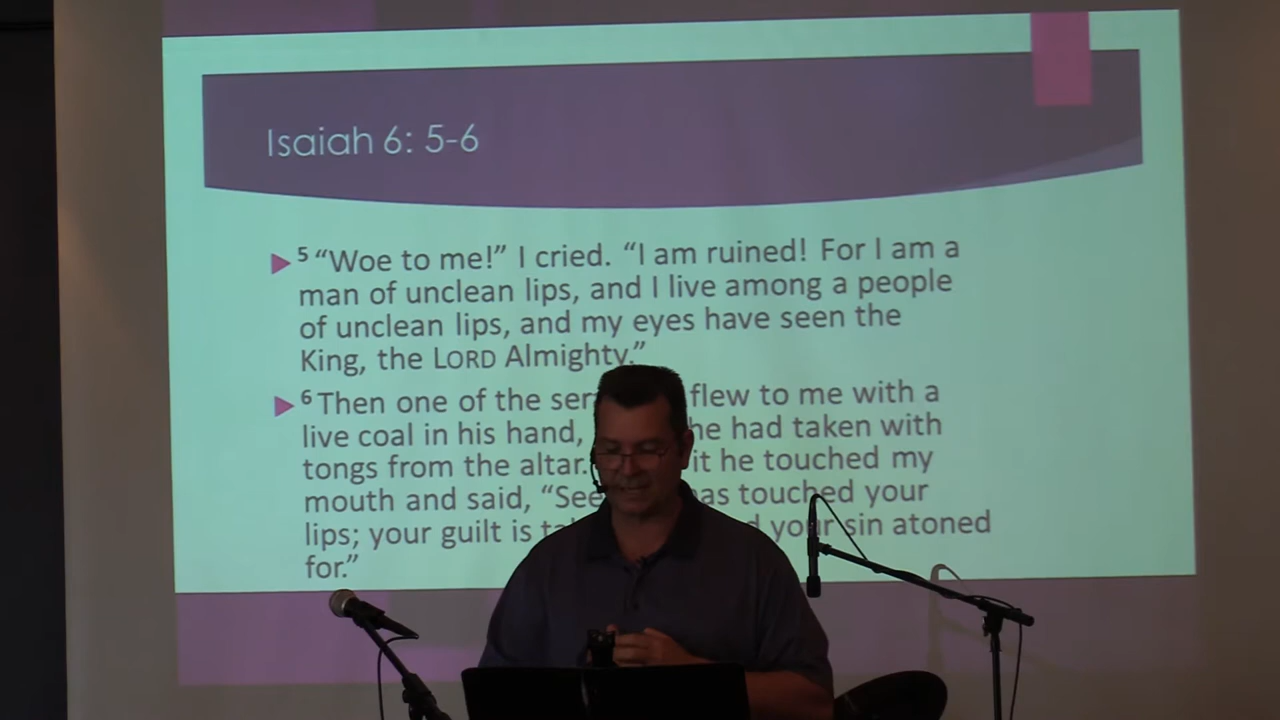 Isaiah 6: 5-6
5 “Woe to me!” I cried. “I am ruined! For I am a
man of unclean lips, and I live among a people
of unclean lips, and my eyes have seen the
King, the LORD Almighty.”
6 Then one of the flew to me with a
live coal in his hand, he had taken with
tongs from the altar. it he touched my
mouth and said, “See touched your
lips; your guilt is your sin atoned
for.”